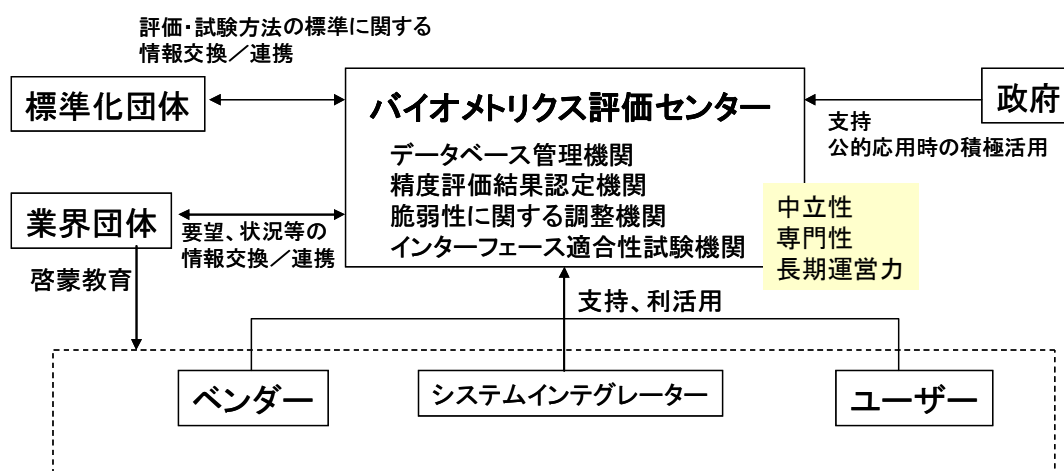 評価・試験方法の標準に関する
情報交換／連携
標準化団体
バイオメトリクス評価センター
データベース管理機関
精度評価結果認定機関
脆弱性に関する調整機関
インターフェース適合性試験機関
政府
支持
公的応用時の積極活用
中立性
専門性
長期運営力
業界団体
要望、状況等の
情報交換／連携
啓蒙教育
支持、利活用
ベンダー
システムインテグレーター
ユーザー